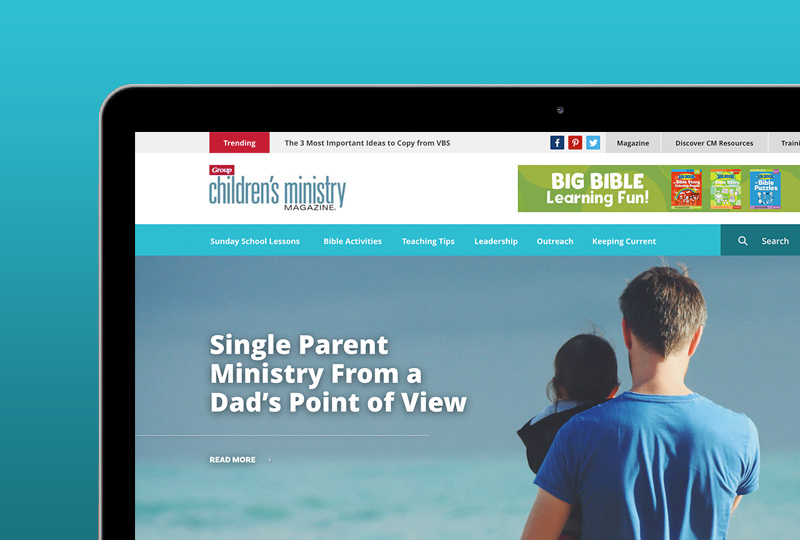 Trending
The 3 Most Important Ideas to Copy from VBS
Magazine
Discover CM Resources
Traini
Group
children's ministry
MAGAZINE.
BIG BIBLE
Learning Fun!
Bible Puzzles
Sunday School Lessons
Bible Activities
Teaching Tips
Leadership
Outreach
Keeping Current
Search
Single Parent
Ministry From a
Dad's Point of View
READ MORE